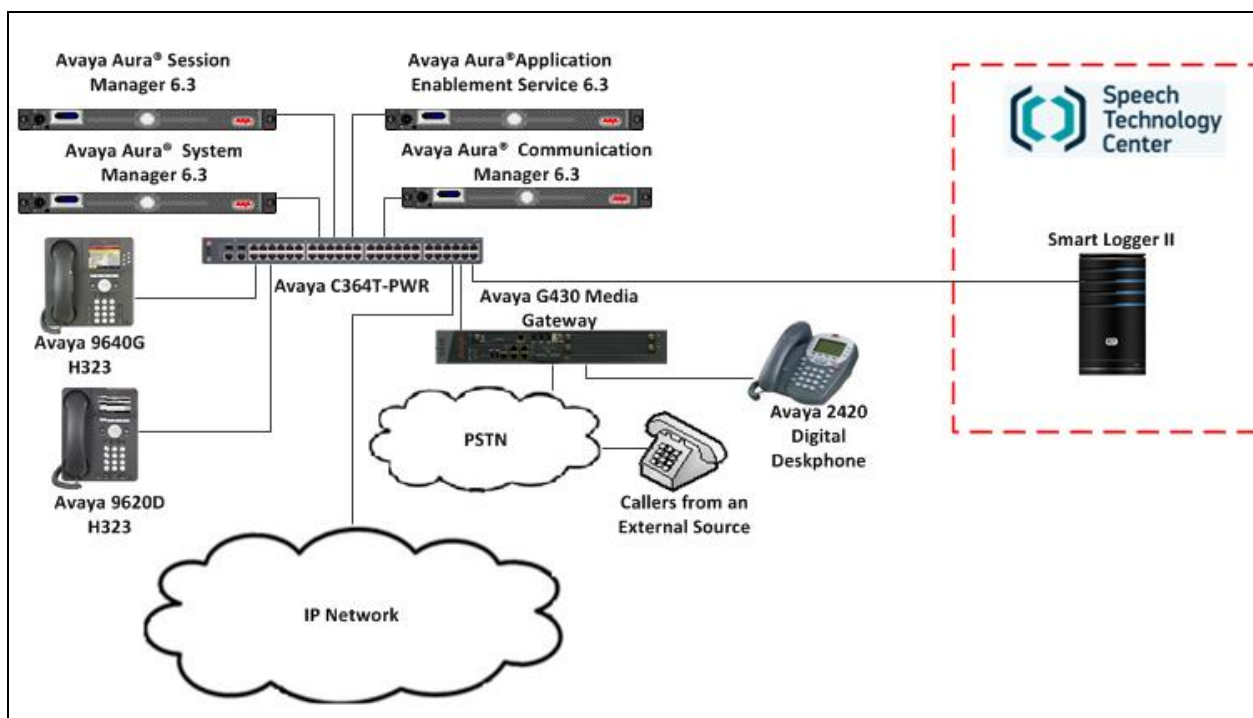 Avaya Aura® Session
Manager 6.3
Avaya Aura®Application
Enablement Service 6.3
Speech
Technology
Center
Avaya Aura®  System
Manager 6.3
Avaya Aura®  Communication
Manager 6.3
Smart Logger II
Avaya C364T-PWR
Avaya G430 Media
Gateway
Avaya 9640G
H323
Avaya 2420
Digital
Deskphone
PSTN
Avaya 9620D
H323
Callers from an
External Source
IP Network